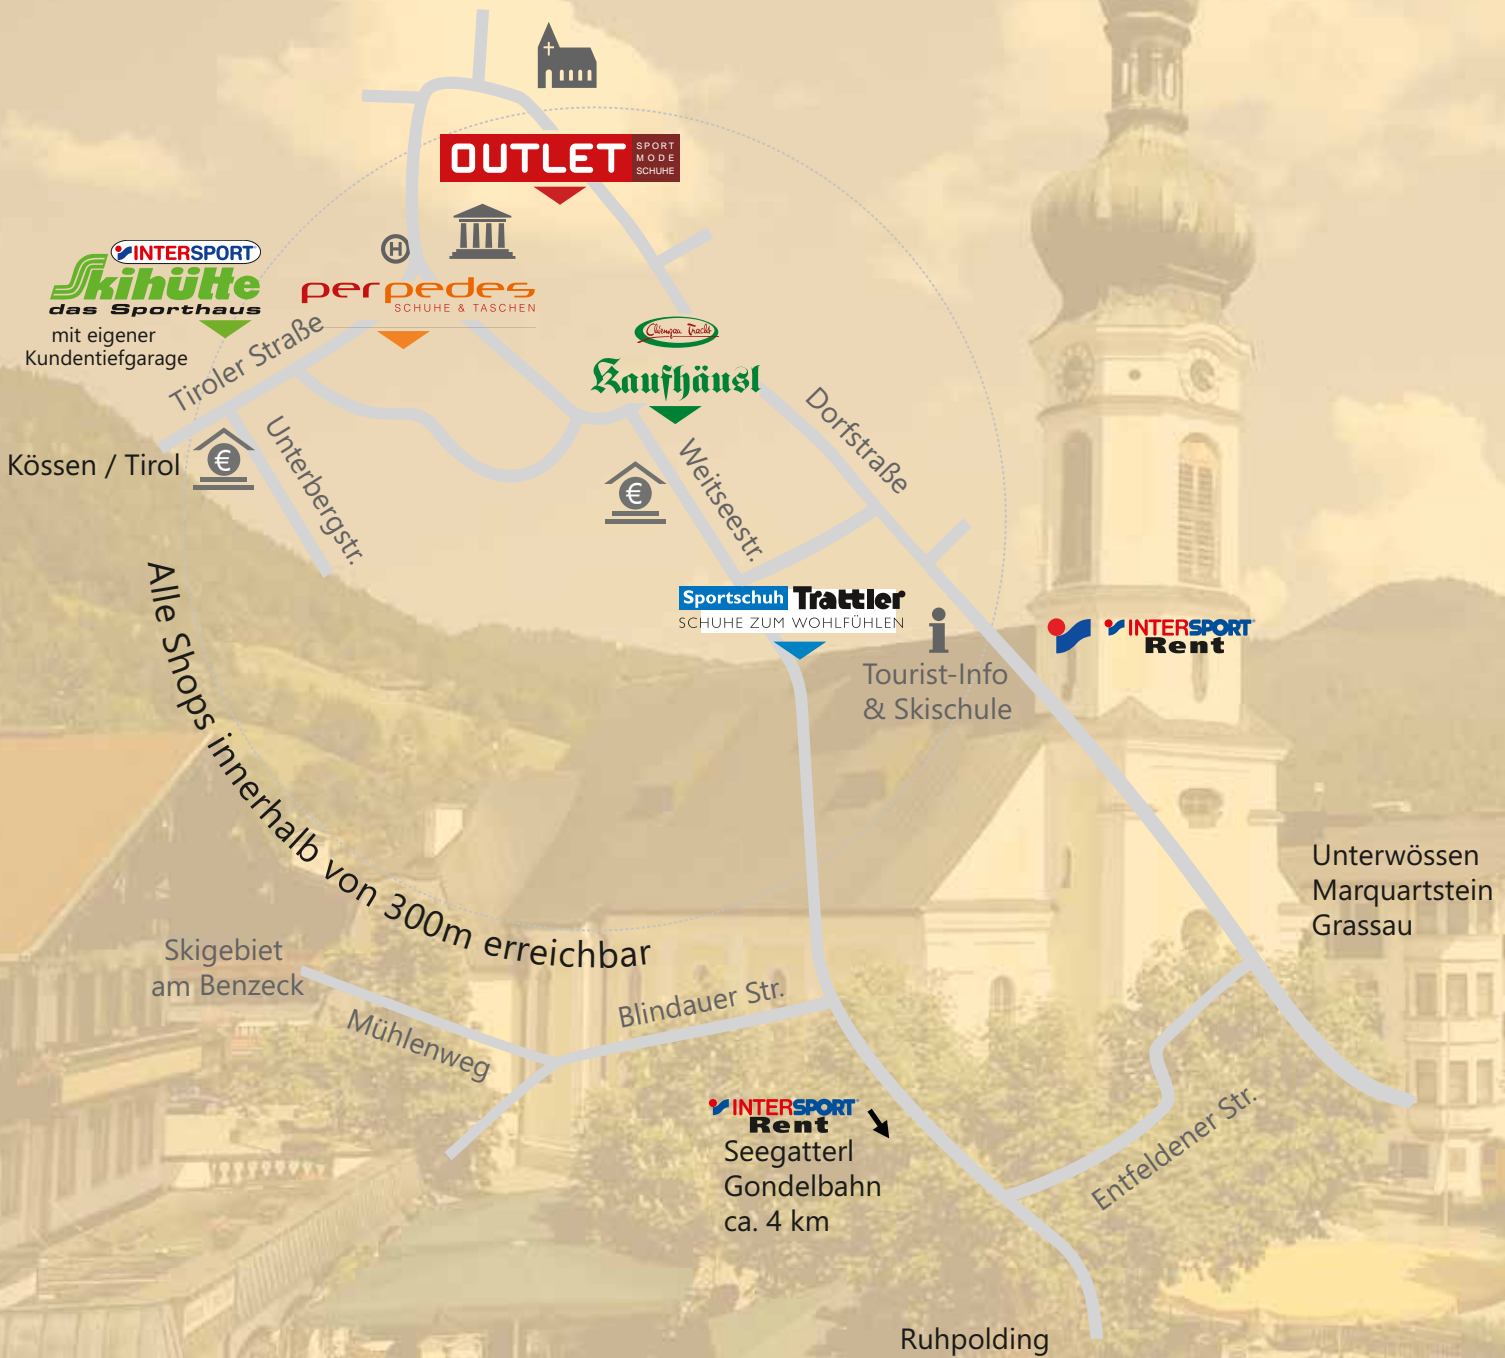 OUTLET
SPORT
MODE
SCHUHE
INTERSPORT
Skihütte
das Sporthaus
mit eigener
Kundentiefgarage
H
perpedes
SCHUHE & TASCHEN
Tiroler Straße
Chiemgau Tracht
Kaufhäusl
Dorfstraße
Kössen / Tirol
€
Unterbergstr.
€
Weitseestr.
Sportschuh Trattler
SCHUHE ZUM WOHLFÜHLEN
i
Tourist-Info
& Skischule
INTERSPORT
Rent
Alle Shops innerhalb von 300m erreichbar
Unterwössen
Marquartstein
Grassau
Skigebiet
am Benzeck
Mühlenweg
Blindauer Str.
INTERSPORT
Rent
Seegatterl
Gondelbahn
ca. 4 km
Entfeldener Str.
Ruhpolding